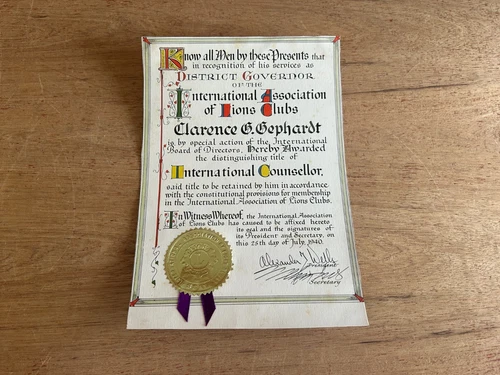 Know all Men by these Presents that
in recognition of his services as
DISTRICT GOVERNOR
OF THE
International Association
of Lions Clubs
Clarence G. Gephardt
is by special action of the International
Board of Directors, Hereby Awarded
the distinguishing title of
International Counsellor,
said title to be retained by him in accordance
with the constitutional provisions for membership
in the International Association of Lions Clubs.
In Witness Whereof, the International Association
of Lions Clubs has caused to be affixed hereto
its seal and the signatures of
its President and Secretary, on
this 25th day of July 1940.
Alexander T. Wells
President
Secretary